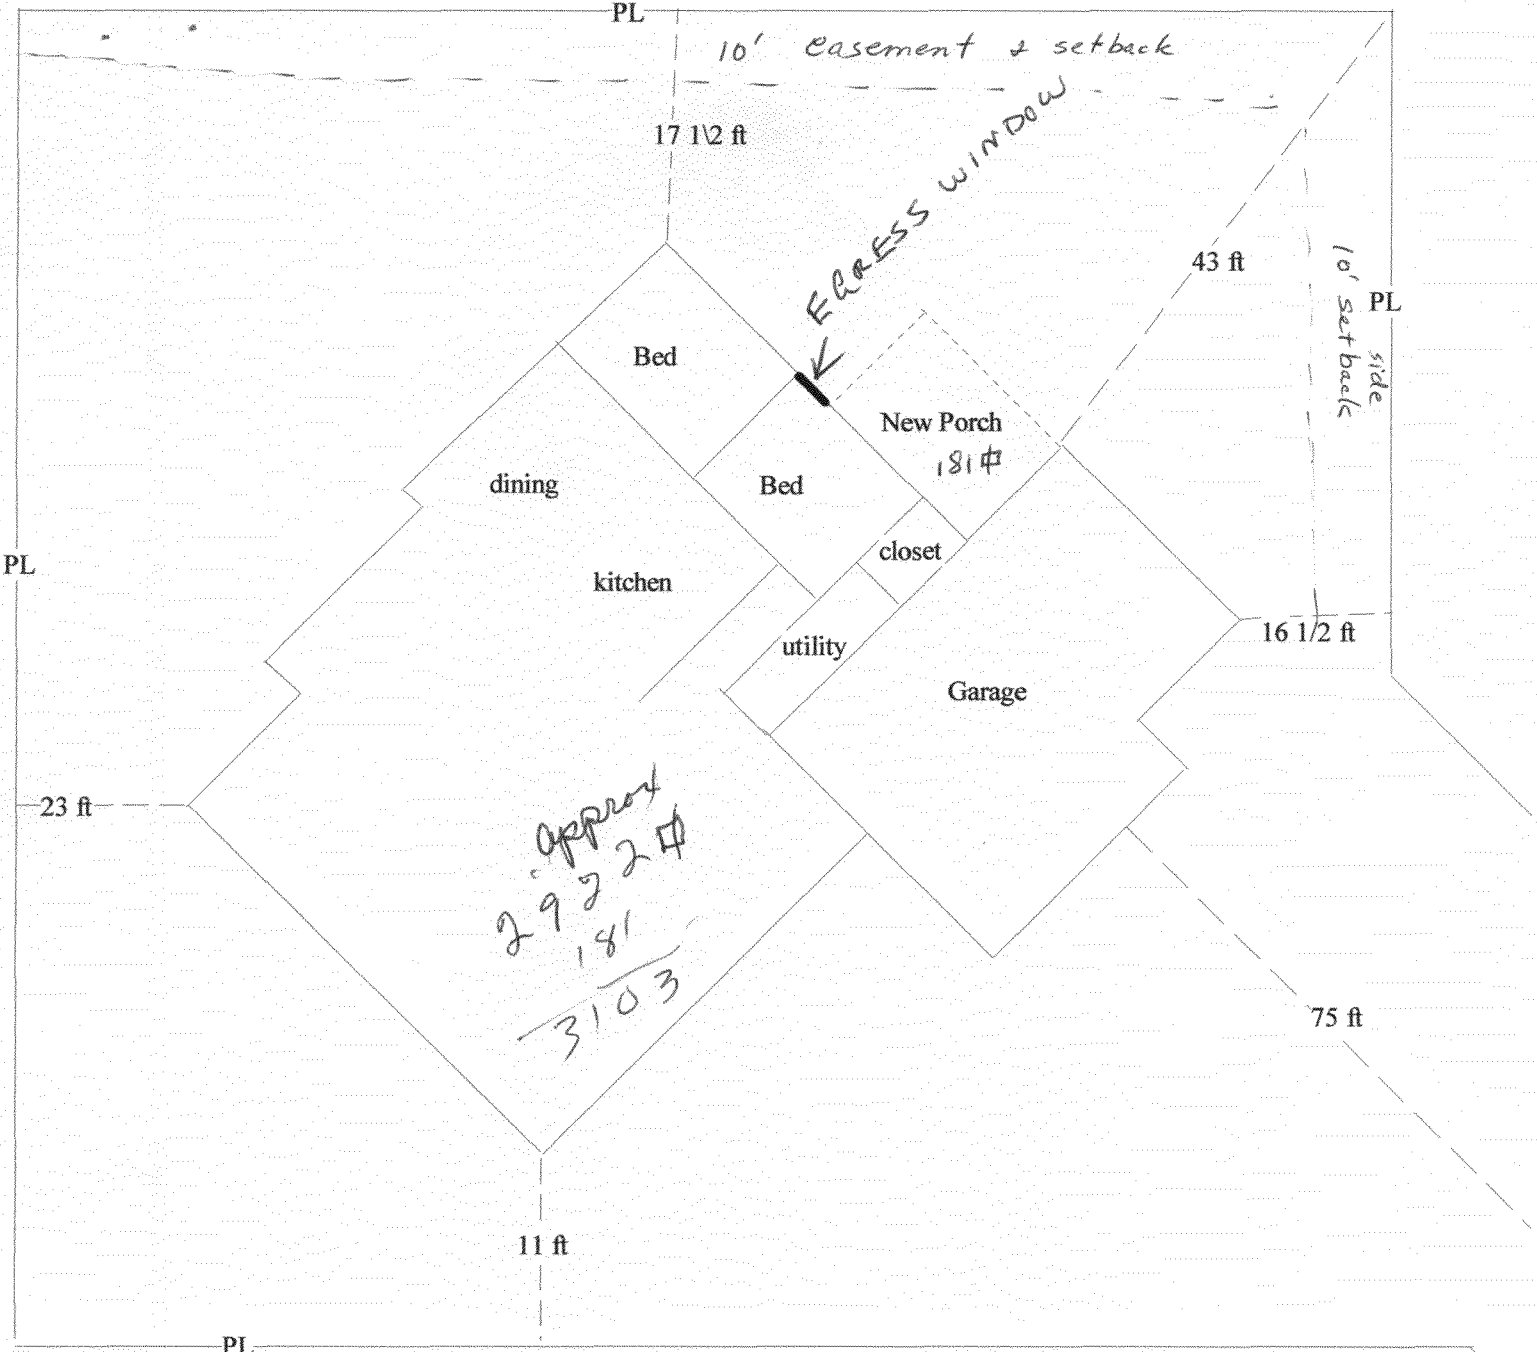 PL
10' easement & setback
17 1\2 ft
EGRESS WINDOW
43 ft
10' setback
side
PL
Bed
New Porch
181 ⌗
dining
Bed
closet
PL
kitchen
16 1/2 ft
utility
Garage
23 ft
approx
2922 ⌗
181
3103
75 ft
11 ft
PL